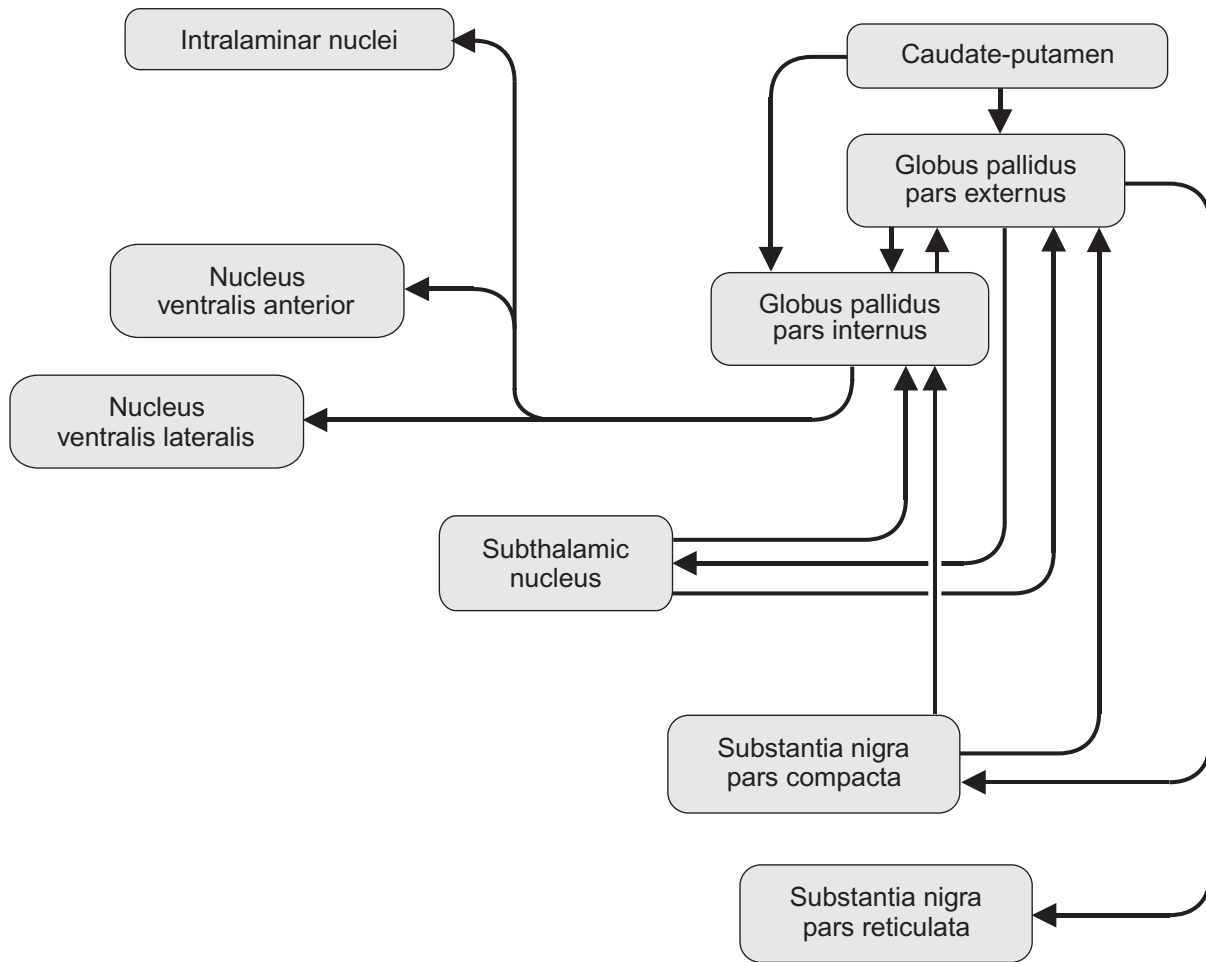 Intralaminar nuclei
Caudate-putamen
Globus pallidus
pars externus
Nucleus
ventralis anterior
Globus pallidus
pars internus
Nucleus
ventralis lateralis
Subthalamic
nucleus
Substantia nigra
pars compacta
Substantia nigra
pars reticulata